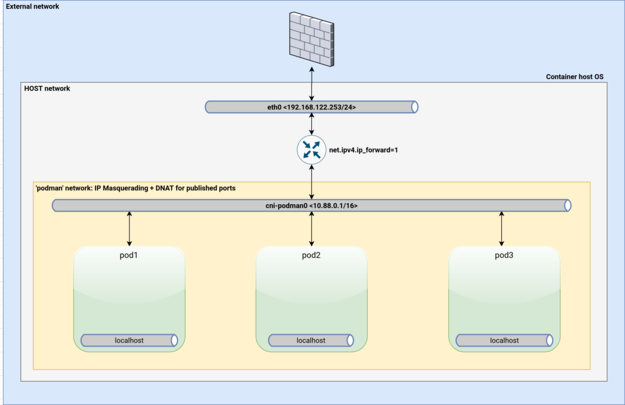 External network
Container host OS
HOST network
eth0 <192.168.122.253/24>
net.ipv4.ip_forward=1
'podman' network: IP Masquerading + DNAT for published ports
cni-podman0 <10.88.0.1/16>
pod1
pod2
pod3
localhost
localhost
localhost